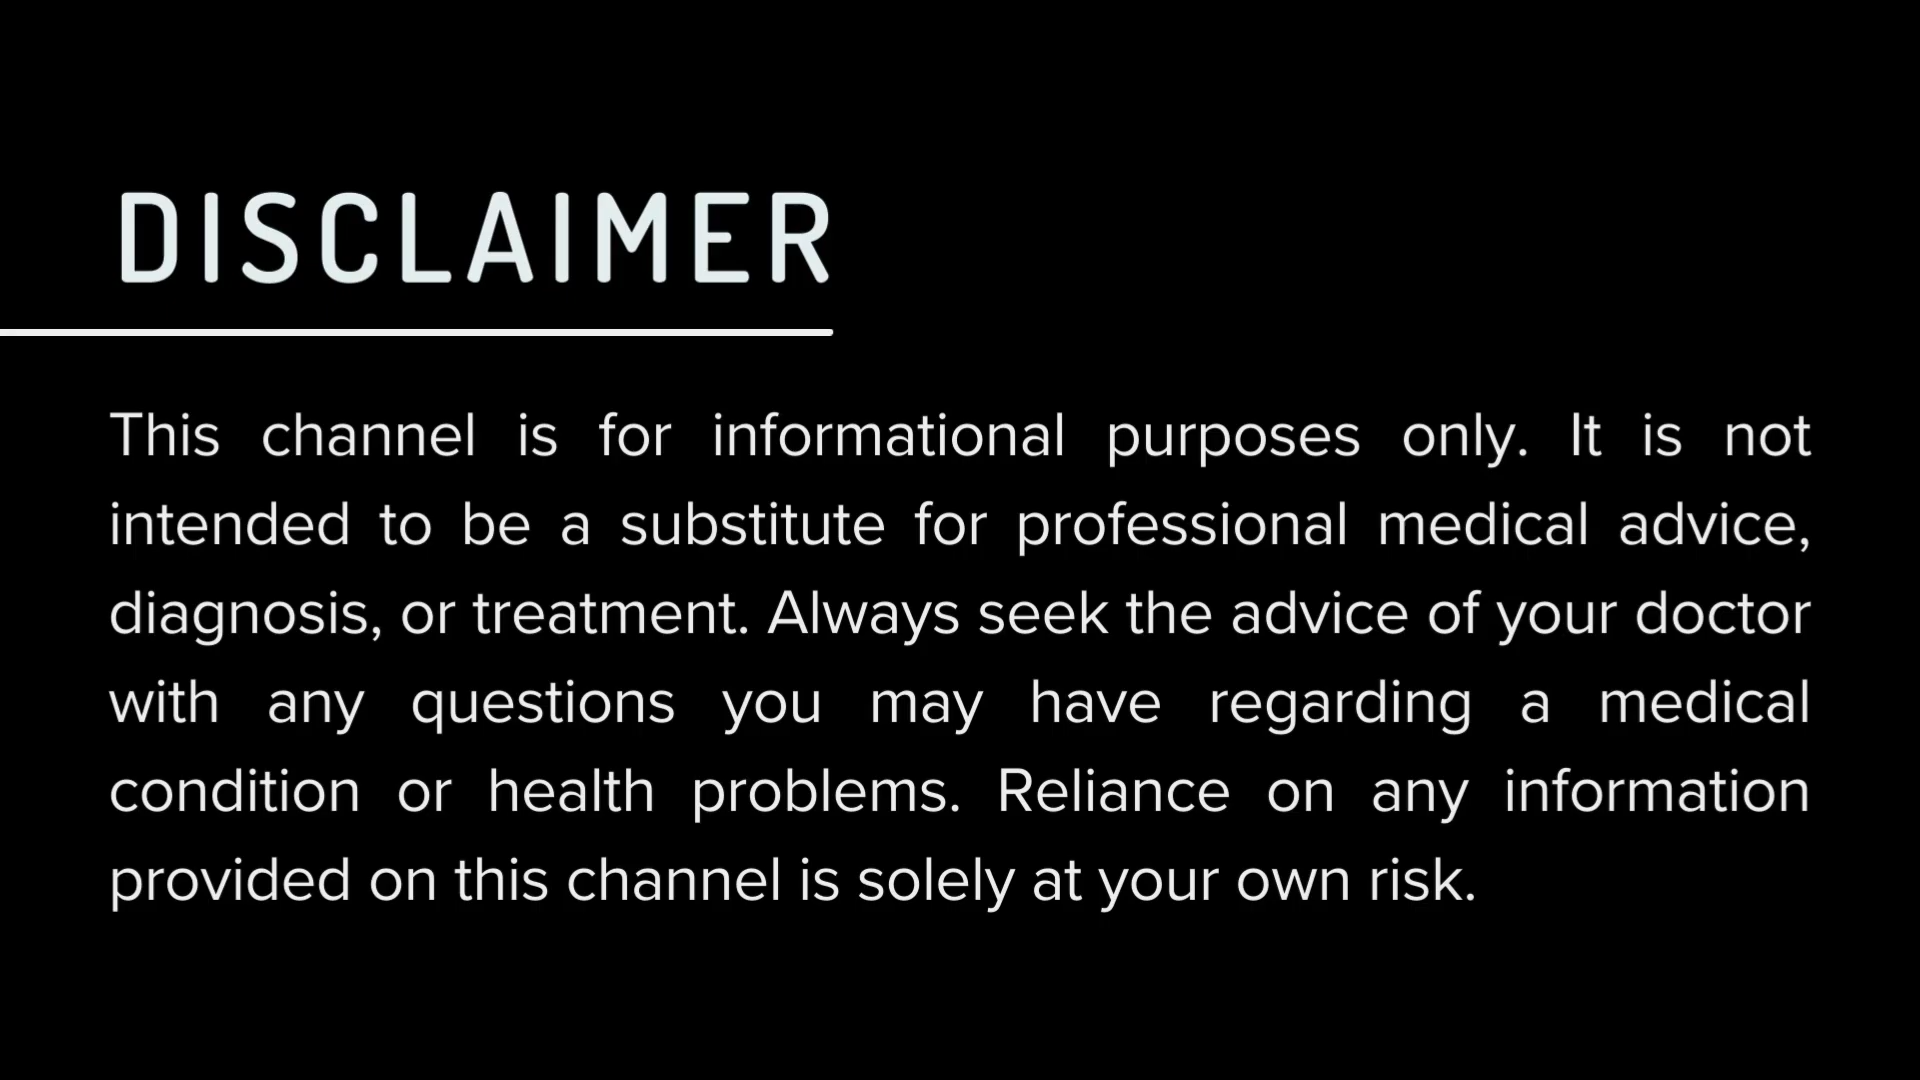 DISCLAIMER
This channel is for informational purposes only. It is not
intended to be a substitute for professional medical advice,
diagnosis, or treatment. Always seek the advice of your doctor
with any questions you may have regarding a medical
condition or health problems. Reliance on any information
provided on this channel is solely at your own risk.